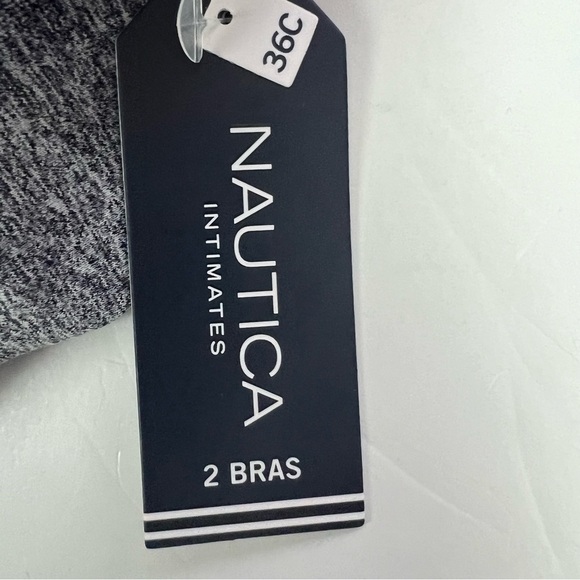 36C
NAUTICA
INTIMATES
2 BRAS